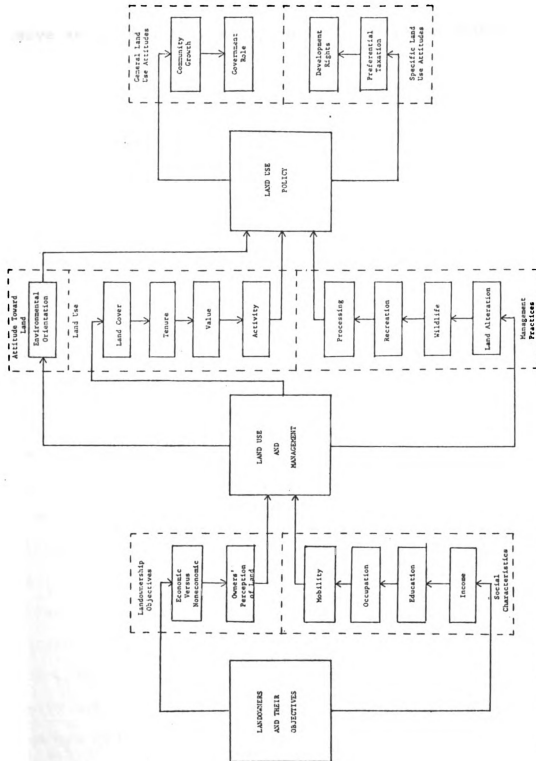 LANDOWNERS
AND THEIR
OBJECTIVES
Landownership
Objectives
Economic
Versus
Noneconomic
Owners'
Perception
of Land
Mobility
Occupation
Education
Income
Social
Characteristics
LAND USE
AND
MANAGEMENT
Attitude Toward
Land
Environmental
Orientation
Land Use
Land Cover
Tenure
Value
Activity
Processing
Recreation
Wildlife
Land Alteration
Management
Practices
LAND USE
POLICY
General Land
Use Attitudes
Community
Growth
Government
Role
Development
Rights
Preferential
Taxation
Specific Land
Use Attitudes